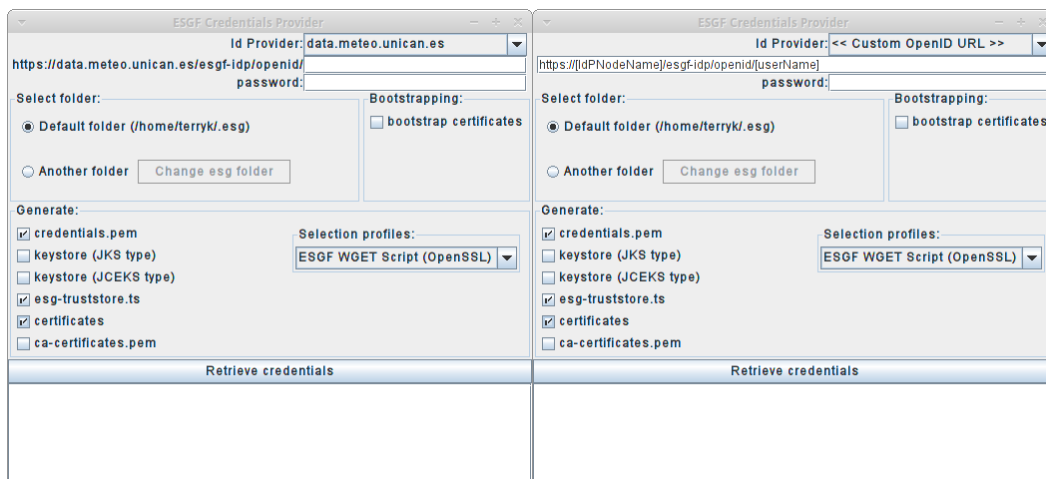 ESGF Credentials Provider
Id Provider: data.meteo.unican.es
https://data.meteo.unican.es/esgf-idp/openid/
password:
Select folder:
Default folder (/home/terryk/.esg)
Another folder Change esg folder
Bootstrapping:
bootstrap certificates
Generate:
credentials.pem
keystore (JKS type)
keystore (JCEKS type)
esg-truststore.ts
certificates
ca-certificates.pem
Selection profiles:
ESGF WGET Script (OpenSSL)
Retrieve credentials
ESGF Credentials Provider
Id Provider: << Custom OpenID URL >>
https://[IdPNodeName]/esgf-idp/openid/[userName]
password:
Select folder:
Default folder (/home/terryk/.esg)
Another folder Change esg folder
Bootstrapping:
bootstrap certificates
Generate:
credentials.pem
keystore (JKS type)
keystore (JCEKS type)
esg-truststore.ts
certificates
ca-certificates.pem
Selection profiles:
ESGF WGET Script (OpenSSL)
Retrieve credentials